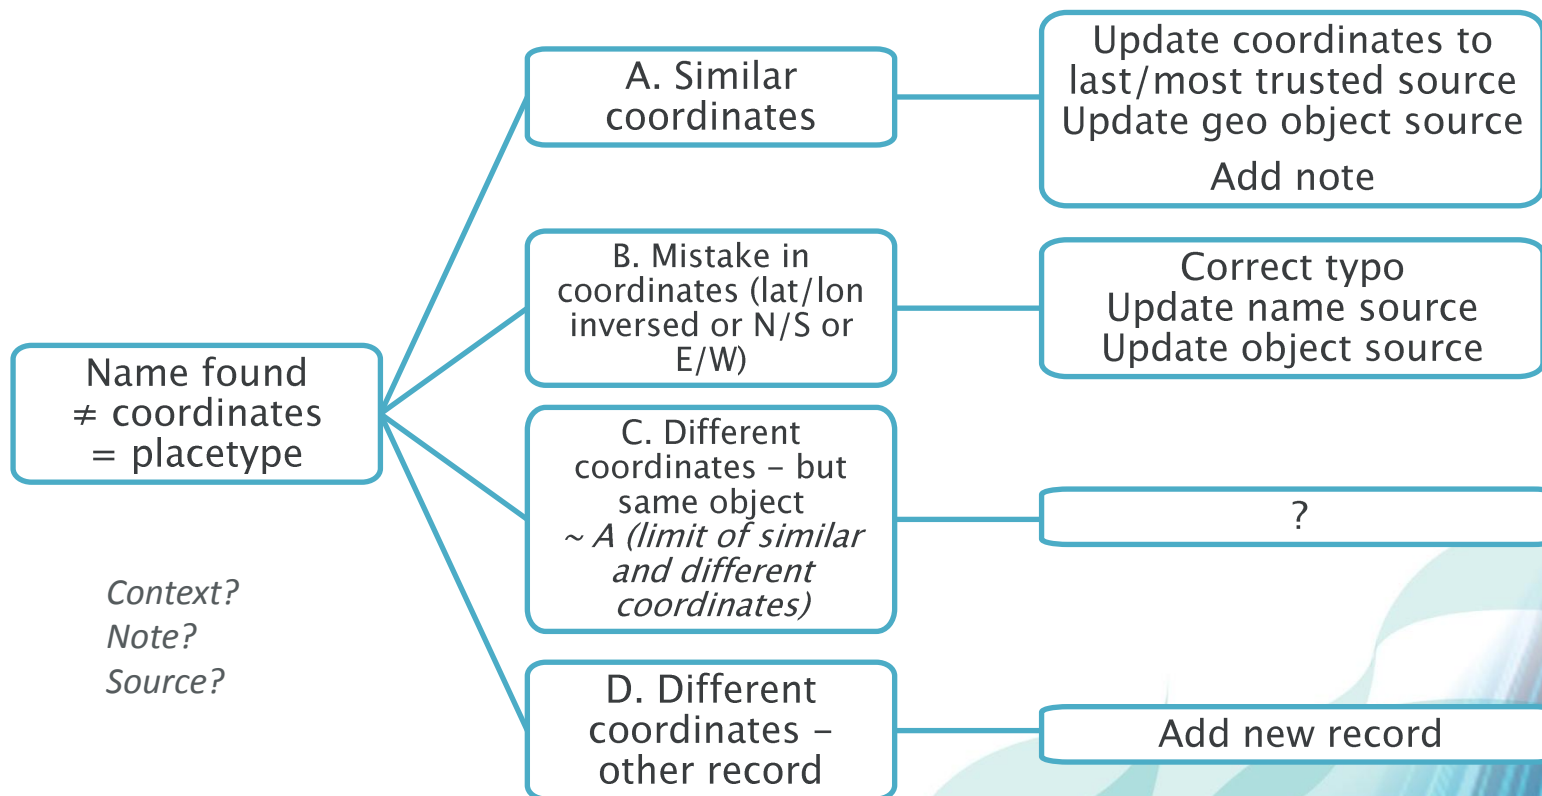 Name found
≠ coordinates
= placetype
Context?
Note?
Source?
A. Similar
coordinates
Update coordinates to
last/most trusted source
Update geo object source
Add note
B. Mistake in
coordinates (lat/lon
inversed or N/S or
E/W)
Correct typo
Update name source
Update object source
C. Different
coordinates – but
same object
~ A (limit of similar
and different
coordinates)
?
D. Different
coordinates –
other record
Add new record